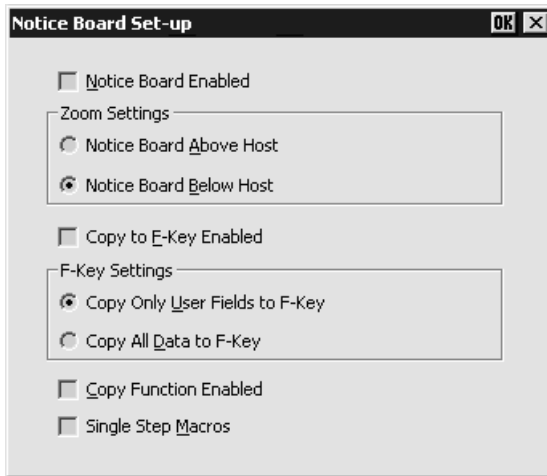 Notice Board Set-up OK
Notice Board Enabled
Zoom Settings
Notice Board Above Host
Notice Board Below Host
Copy to F-Key Enabled
F-Key Settings
Copy Only User Fields to F-Key
Copy All Data to F-Key
Copy Function Enabled
Single Step Macros